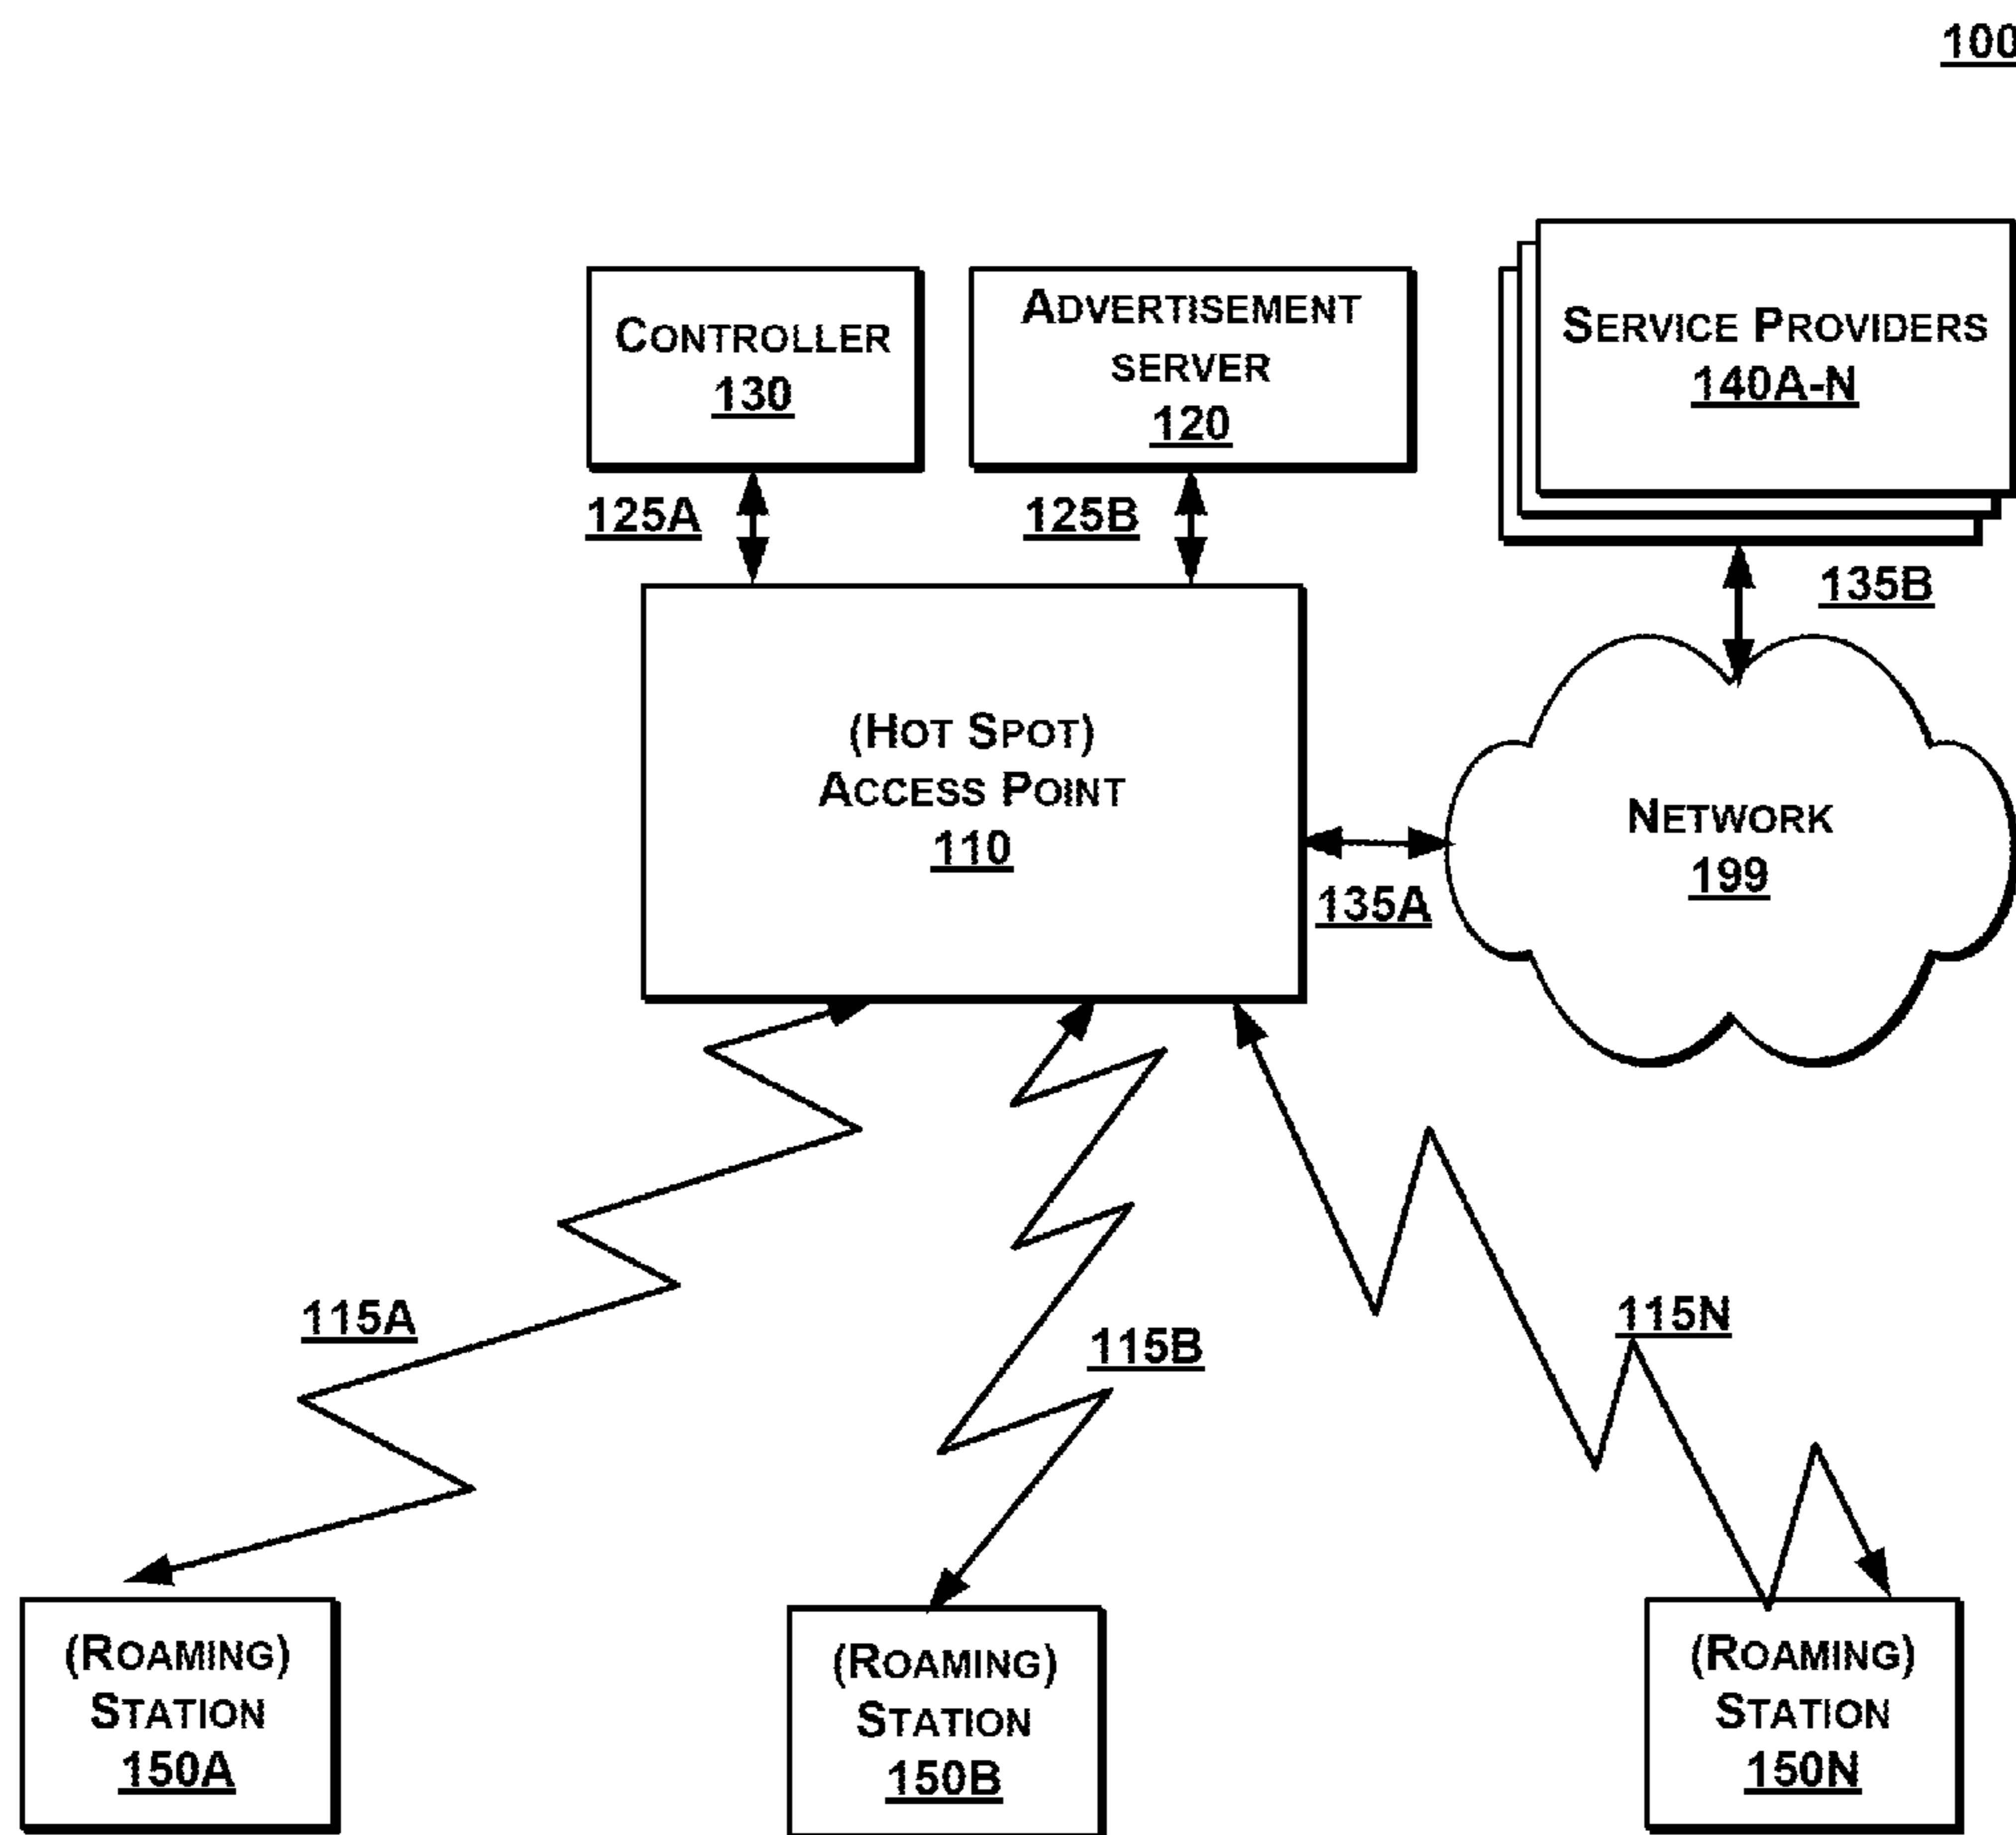 100
CONTROLLER
130
ADVERTISEMENT
SERVER
120
SERVICE PROVIDERS
140A-N
125A
125B
135B
(HOT SPOT)
ACCESS POINT
110
NETWORK
199
135A
115A
115B
115N
(ROAMING)
STATION
150A
(ROAMING)
STATION
150B
(ROAMING)
STATION
150N